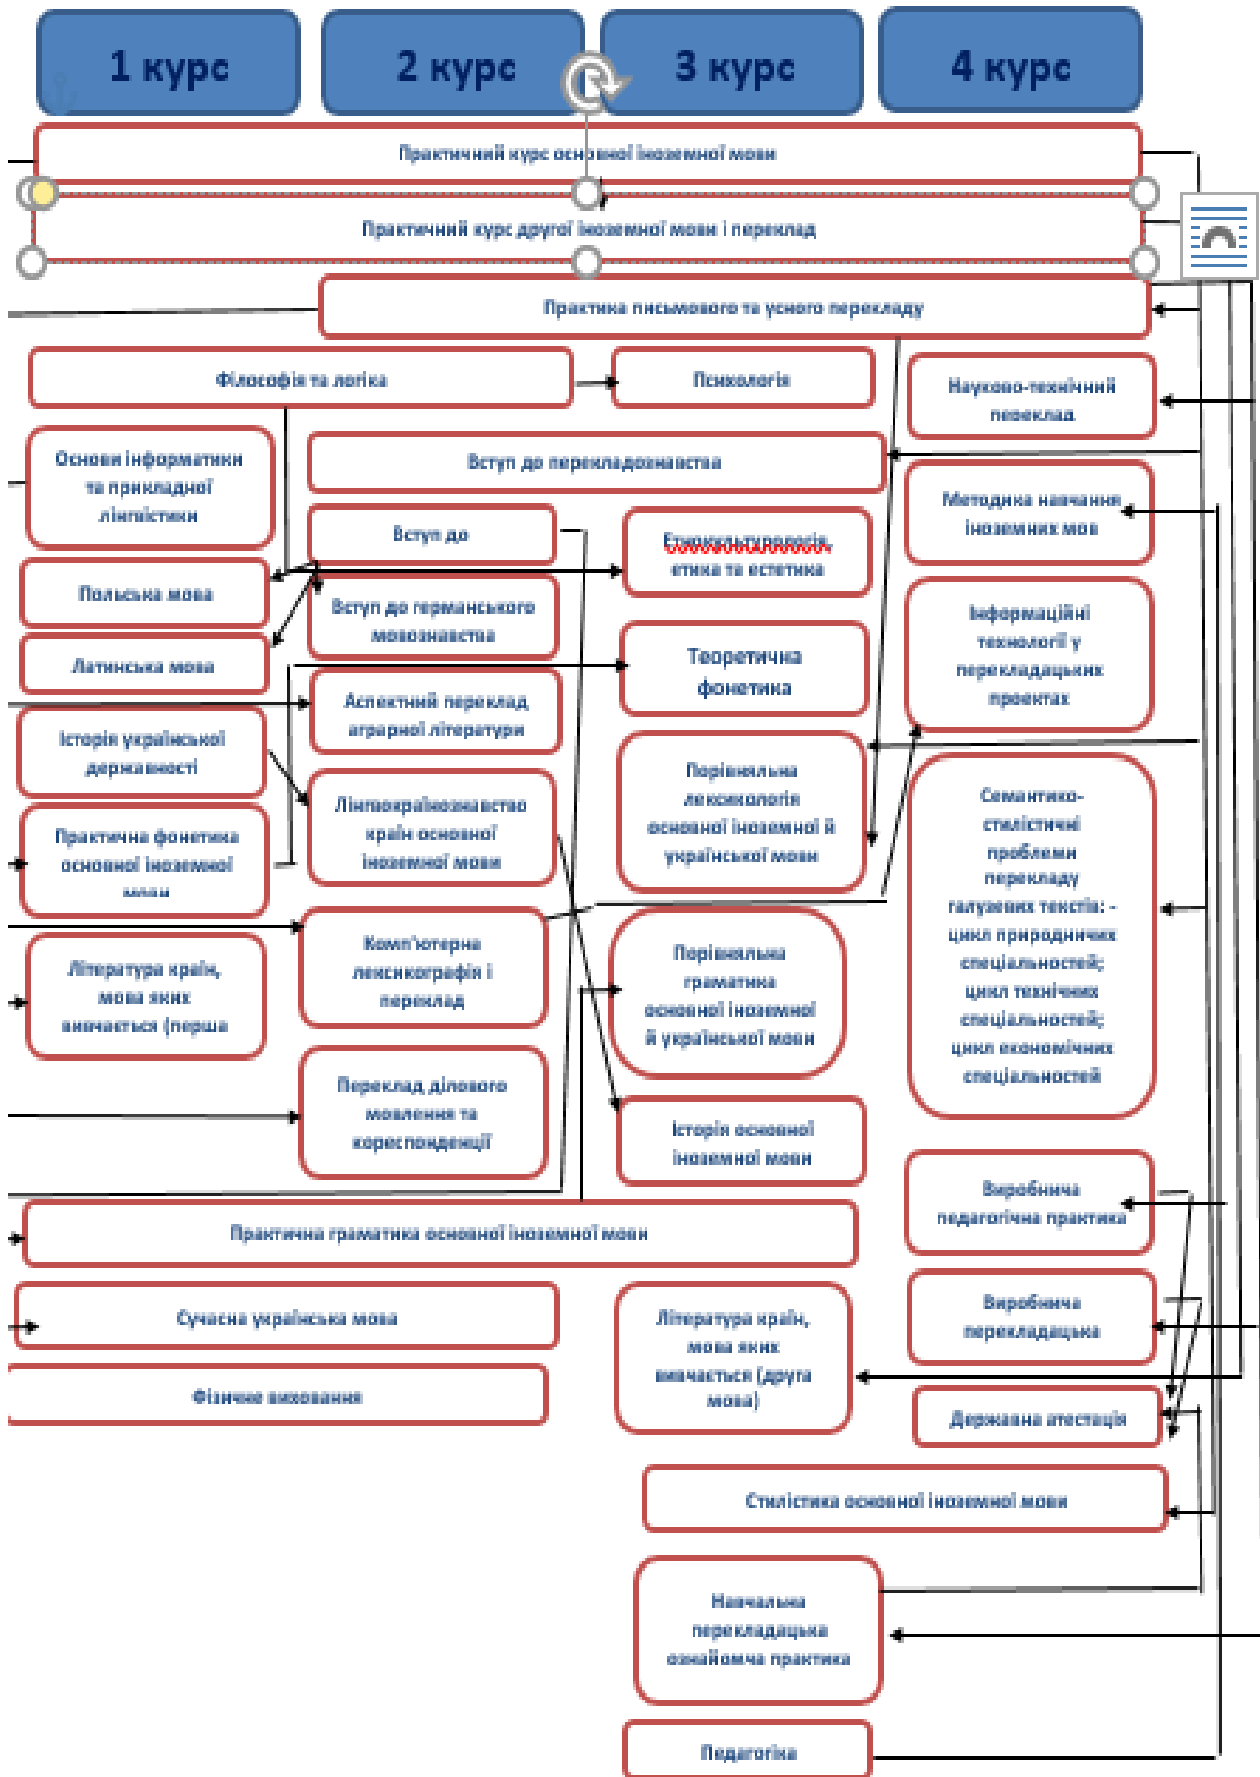 1 курс
2 курс
3 курс
4 курс
Практичний курс основної іноземної мови
Практичний курс другої іноземної мови і переклад
Практика письмового та усного перекладу
Філософія та логіка
Психологія
Науково-технічний
переклад
Основи інформатики
та прикладної
лінгвістики
Вступ до перекладознавства
Методика навчання
іноземних мов
Вступ до
Етнокультурологія,
етика та естетика
Польська мова
Вступ до германського
мовознавства
Інформаційні
технології у
перекладацьких
проектах
Латинська мова
Теоретична
фонетика
Аспектний переклад
аграрної літератури
Історія української
державності
Порівняльна
лексикологія
основної іноземної й
української мови
Лінгвокраїнознавство
країн основної
іноземної мови
Семантико-
стилістичні
проблеми
перекладу
галузевих текстів: -
цикл природничих
спеціальностей;
цикл технічних
спеціальностей;
цикл економічних
спеціальностей
Практична фонетика
основної іноземної
мови
Комп'ютерна
лексикографія і
переклад
Порівняльна
граматика
основної іноземної
й української мови
Література країн,
мова яких
вивчається (перша
Переклад ділового
мовлення та
кореспонденції
Історія основної
іноземної мови
Виробнича
педагогічна практика
Практична граматика основної іноземної мови
Виробнича
перекладацька
Сучасна українська мова
Література країн,
мова яких
вивчається (друга
мова)
Фізичне виховання
Державна атестація
Стилістика основної іноземної мови
Навчальна
перекладацька
ознайомча практика
Педагогіка